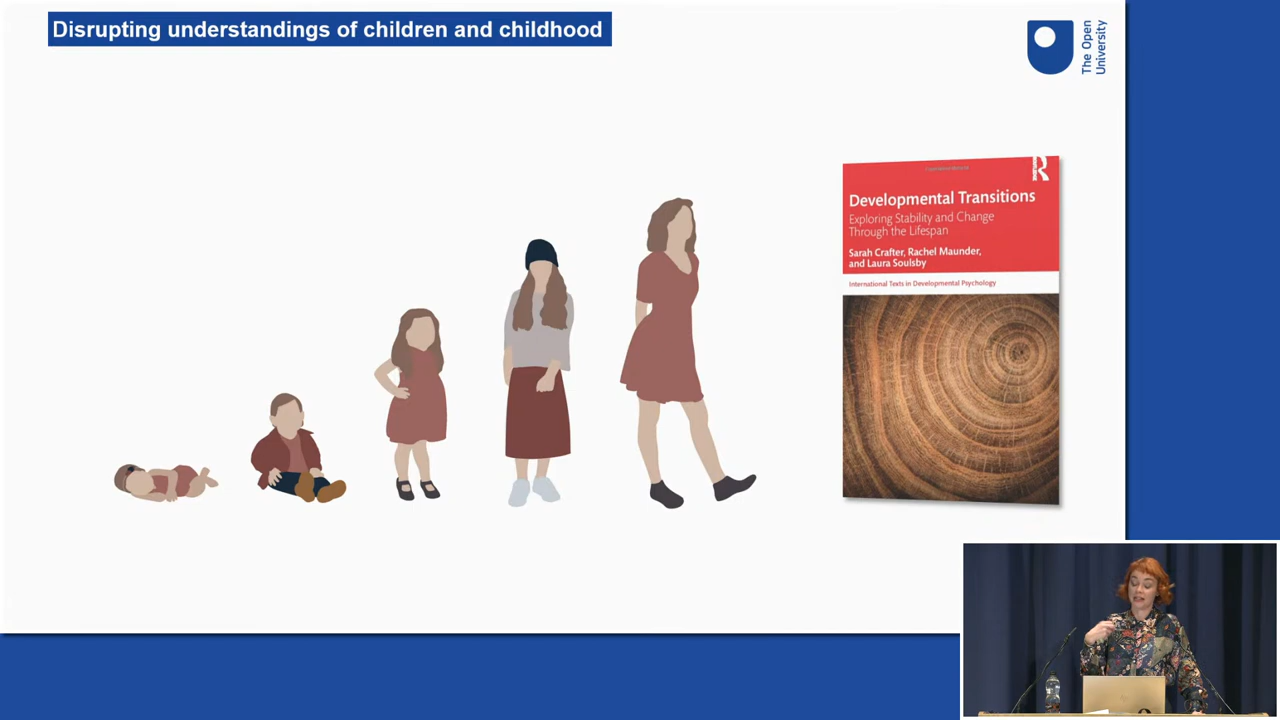 Disrupting understandings of children and childhood
The Open
University
R
Developmental Transitions
Exploring Stability and Change
Through the Lifespan
Sarah Crafter, Rachel Maunder,
and Laura Soulsby
International Texts in Developmental Psychology